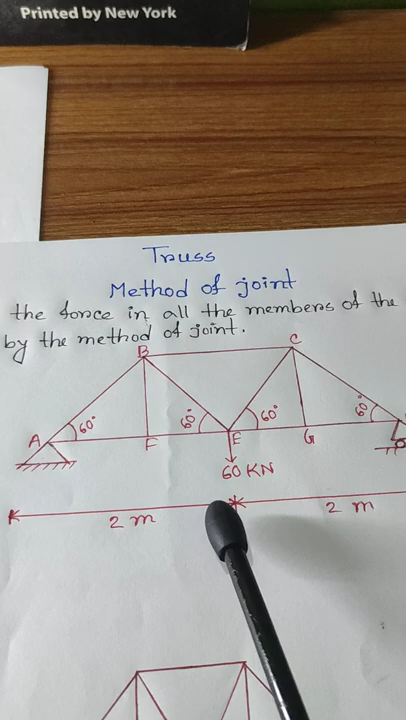 Printed by New York
Truss
Method of joint
the force in all the members of the
by the method of joint.
B
C
A
60°
60°
60°
60°
F
E
G
60 KN
2 m
2 m